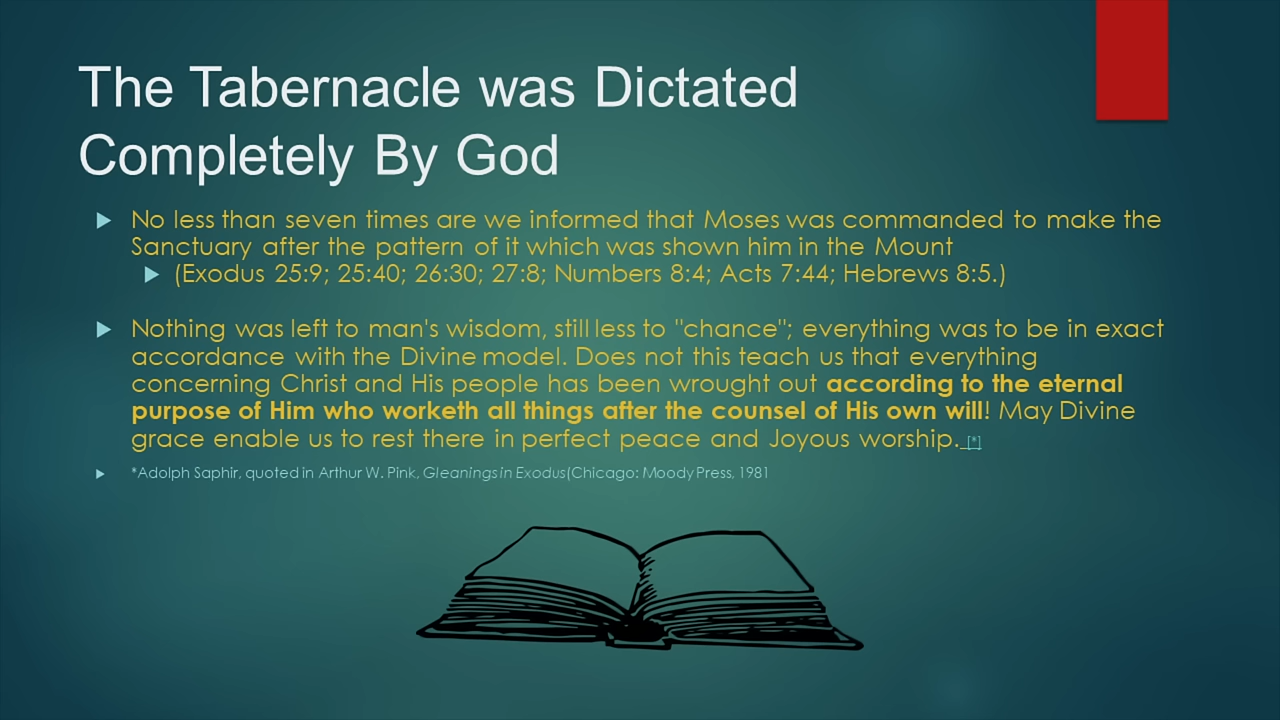 The Tabernacle was Dictated
Completely By God
No less than seven times are we informed that Moses was commanded to make the
Sanctuary after the pattern of it which was shown him in the Mount
(Exodus 25:9; 25:40; 26:30; 27:8; Numbers 8:4; Acts 7:44; Hebrews 8:5.)
Nothing was left to man's wisdom, still less to "chance"; everything was to be in exact
accordance with the Divine model. Does not this teach us that everything
concerning Christ and His people has been wrought out according to the eternal
purpose of Him who worketh all things after the counsel of His own will! May Divine
grace enable us to rest there in perfect peace and Joyous worship. [*]
*Adolph Saphir, quoted in Arthur W. Pink, Gleanings in Exodus(Chicago: Moody Press, 1981